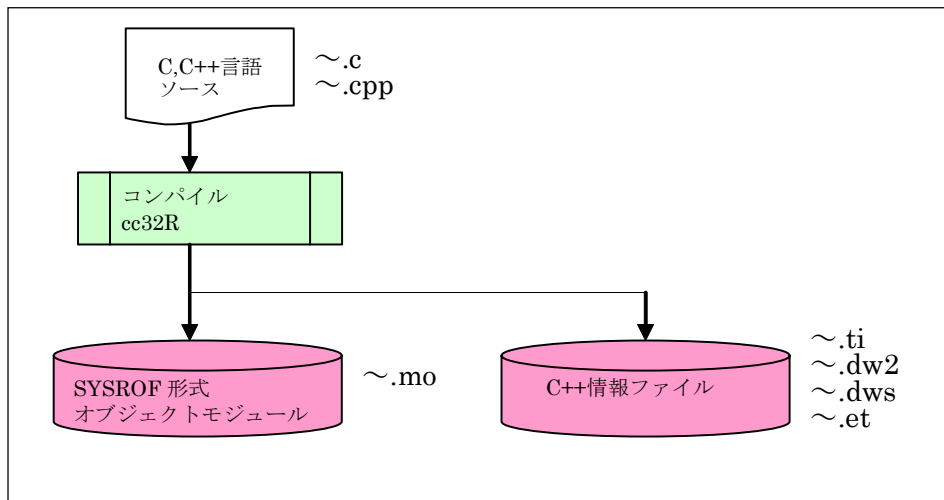 C,C++言語
ソース
～.c
～.cpp
コンパイル
cc32R
SYSROF 形式
オブジェクトモジュール
～.mo
C++情報ファイル
～.ti
～.dw2
～.dws
～.et